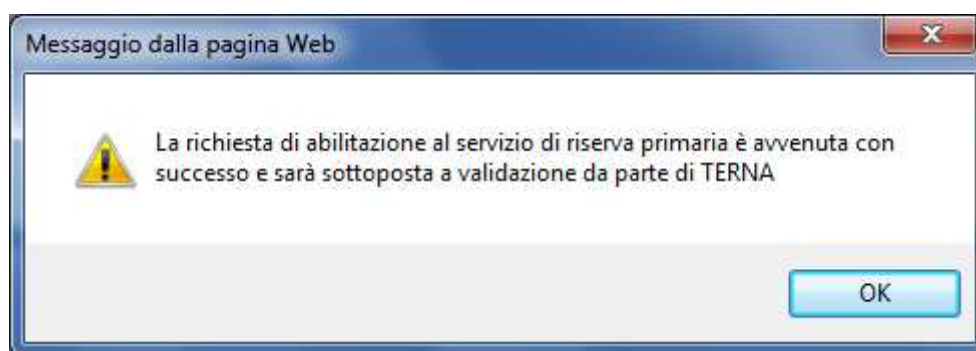 Messaggio dalla pagina Web
La richiesta di abilitazione al servizio di riserva primaria è avvenuta con
successo e sarà sottoposta a validazione da parte di TERNA
OK